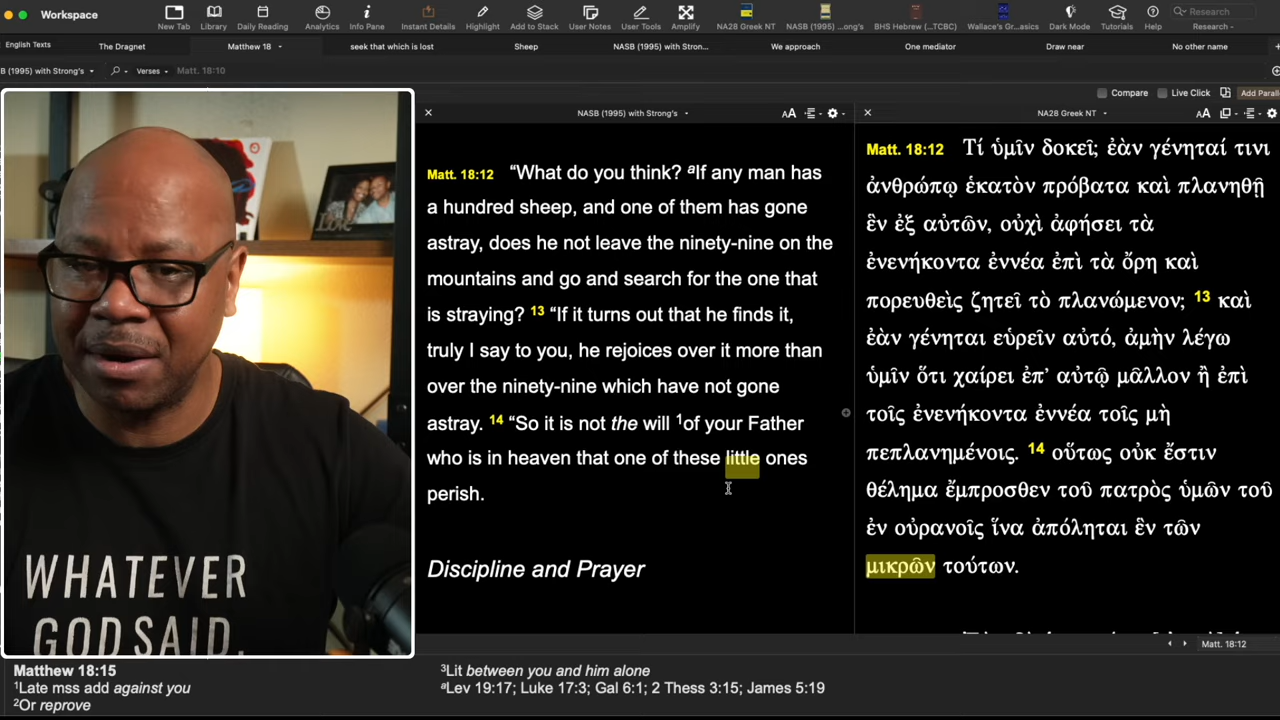 Workspace
New Tab
Library
Daily Reading
Analytics
Info Pane
Instant Details
Highlight
Add to Stack
User Notes
User Tools
Amplify
NA28 Greek NT
NASB (1995) ...ong's
BHS Hebrew (...TCBC)
Wallace's Gr...asics
Dark Mode
Tutorials
Help
Research
Research
English Texts
The Dragnet
Matthew 18
seek that which is lost
Sheep
NASB (1995) with Stron...
We approach
One mediator
Draw near
No other name
B (1995) with Strong's
Verses
Matt. 18:10
Compare
Live Click
Add Parall
NASB (1995) with Strong's
AA
NA28 Greek NT
AA
Matt. 18:12 “What do you think? aIf any man has
a hundred sheep, and one of them has gone
astray, does he not leave the ninety-nine on the
mountains and go and search for the one that
is straying? 13 “If it turns out that he finds it,
truly I say to you, he rejoices over it more than
over the ninety-nine which have not gone
astray. 14 “So it is not the will 1of your Father
who is in heaven that one of these little ones
perish.
Discipline and Prayer
Matt. 18:12 Τί ὑμῖν δοκεῖ; ἐὰν γένηταί τινι
ἀνθρώπῳ ἑκατὸν πρόβατα καὶ πλανηθῇ
ἓν ἐξ αὐτῶν, οὐχὶ ἀφήσει τὰ
ἐνενήκοντα ἐννέα ἐπὶ τὰ ὄρη καὶ
πορευθεὶς ζητεῖ τὸ πλανώμενον; 13 καὶ
ἐὰν γένηται εὑρεῖν αὐτό, ἀμὴν λέγω
ὑμῖν ὅτι χαίρει ἐπ’ αὐτῷ μᾶλλον ἢ ἐπὶ
τοῖς ἐνενήκοντα ἐννέα τοῖς μὴ
πεπλανημένοις. 14 οὕτως οὐκ ἔστιν
θέλημα ἔμπροσθεν τοῦ πατρὸς ὑμῶν τοῦ
ἐν οὐρανοῖς ἵνα ἀπόληται ἓν τῶν
μικρῶν τούτων.
Matt. 18:12
WHATEVER
GOD SAID.
Matthew 18:15
1Late mss add against you
2Or reprove
3Lit between you and him alone
aLev 19:17; Luke 17:3; Gal 6:1; 2 Thess 3:15; James 5:19